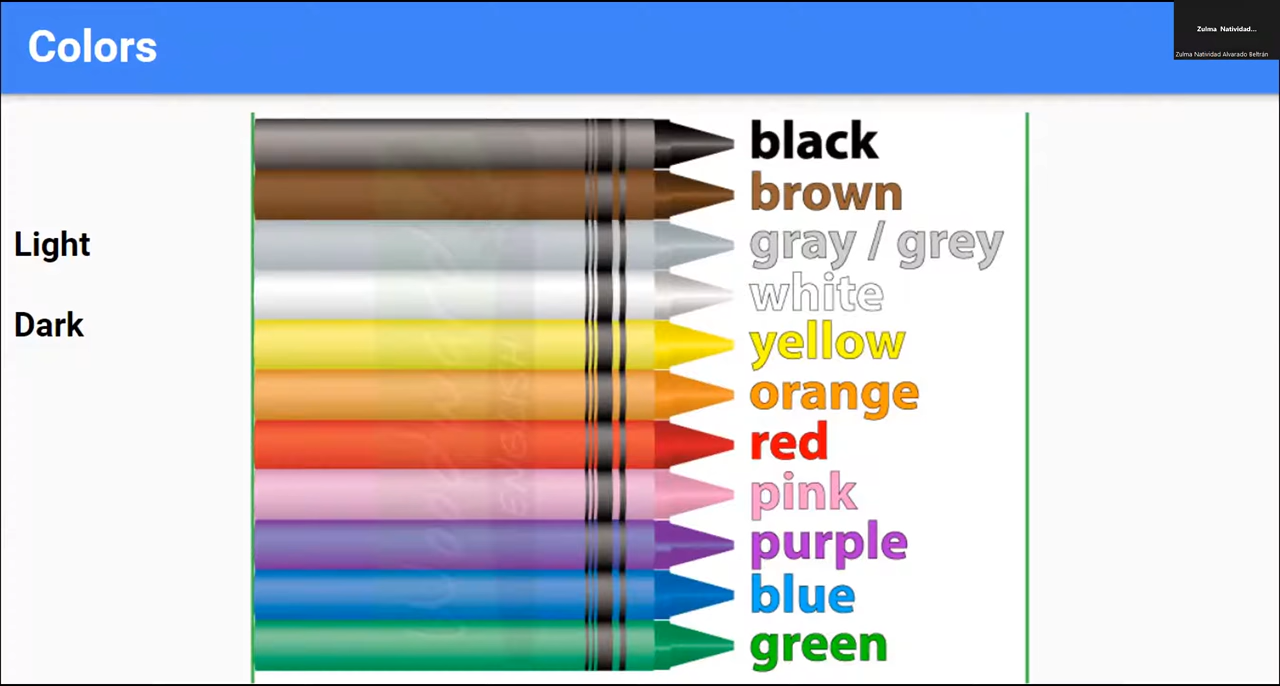 Colors
Zulma Natividad...
Zulma Natividad Alvarado Beltrán
black
brown
Light
gray / grey
white
Dark
yellow
orange
red
pink
purple
blue
green
ENGLISH